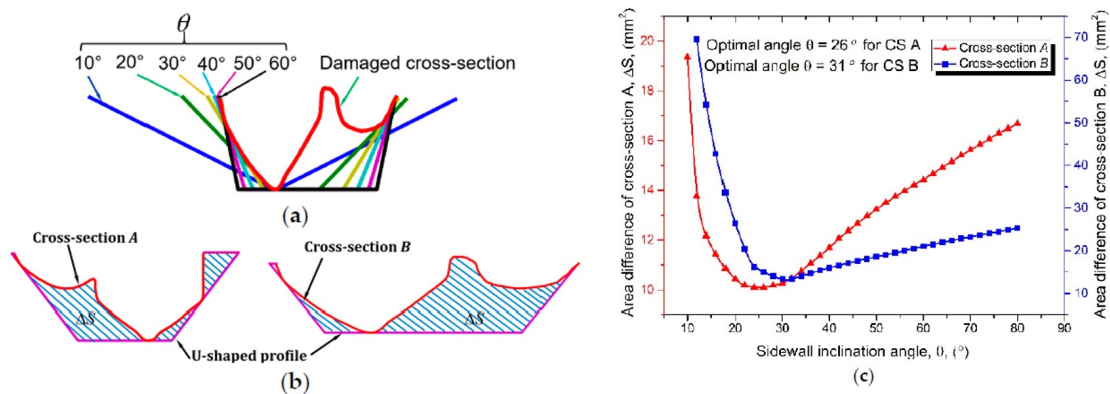 θ
10° 20° 30° 40° 50° 60°
Damaged cross-section
(a)
Cross-section A
Cross-section B
ΔS
ΔS
U-shaped profile
(b)
Area difference of cross-section A, ΔS, (mm²)
20
18
16
14
12
10
Optimal angle θ = 26 ° for CS A
Optimal angle θ = 31 ° for CS B
Cross-section A
Cross-section B
70
60
50
40
30
20
10
Area difference of cross-section B, ΔS, (mm²)
10 20 30 40 50 60 70 80 90
Sidewall inclination angle, θ, (°)
(c)